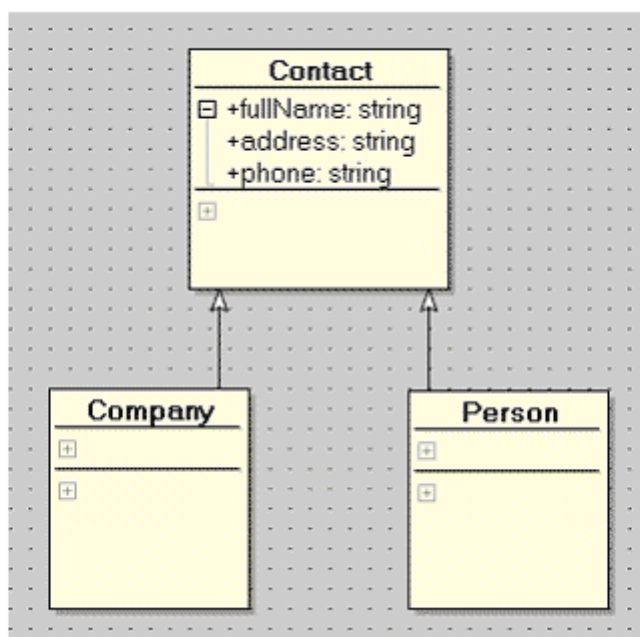 Contact
+fullName: string
+address: string
+phone: string
Company
Person